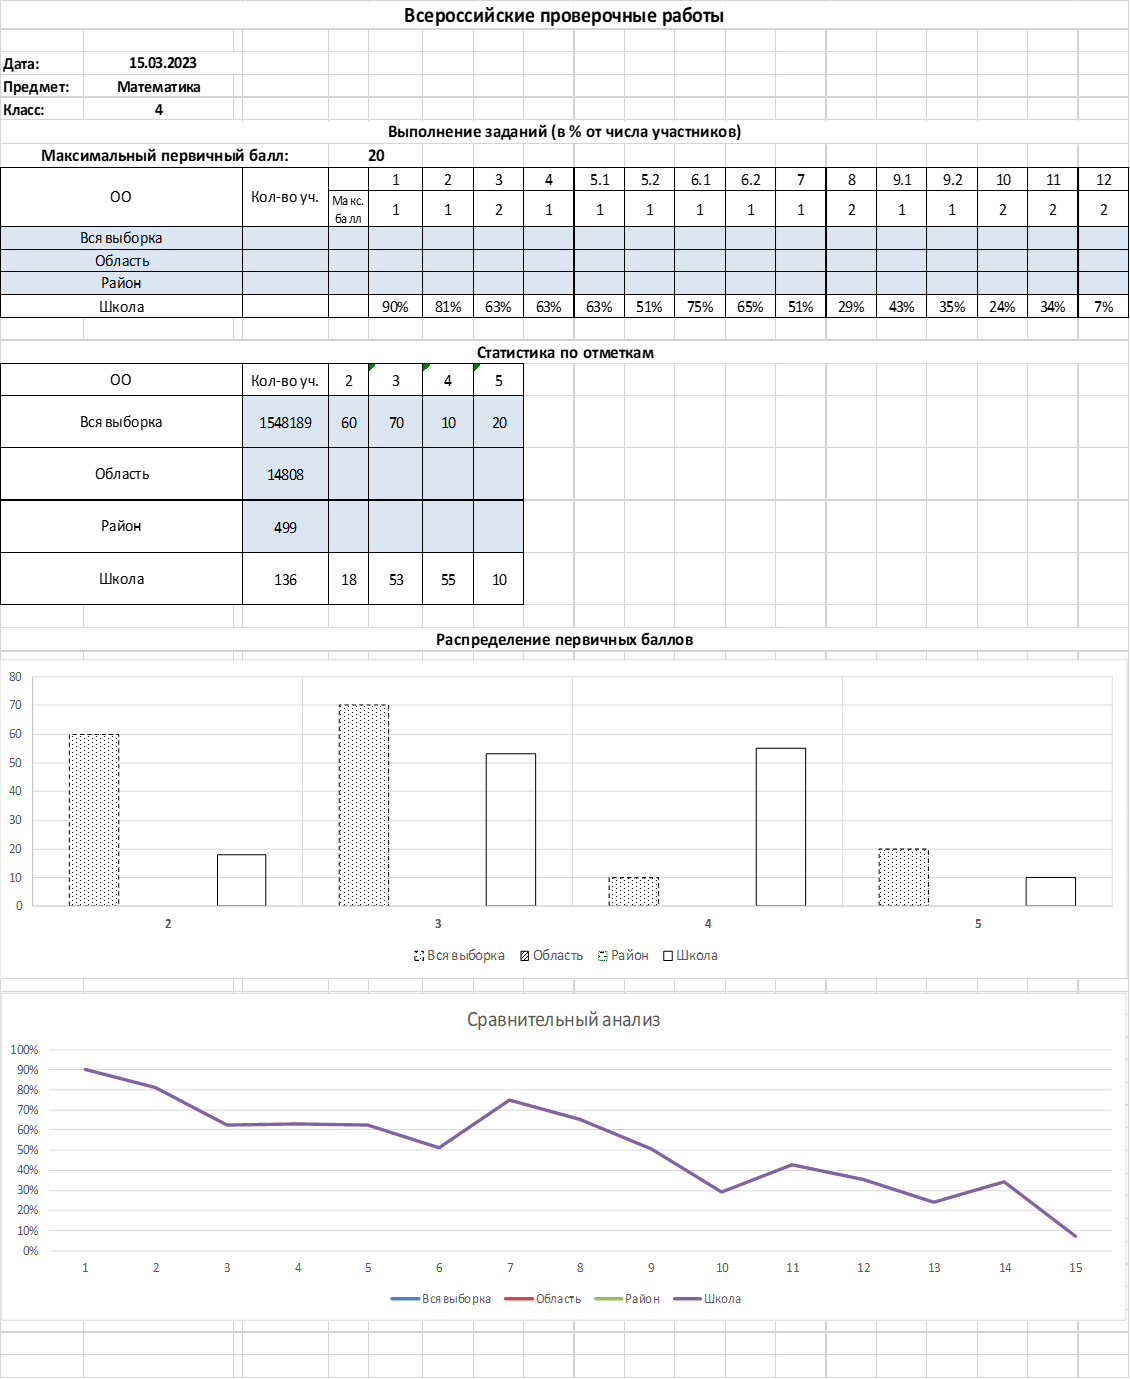 Всероссийские проверочные работы
Дата: 15.03.2023
Предмет: Математика
Класс: 4
Выполнение заданий (в % от числа участников)
Максимальный первичный балл: 20
ОО Кол-во уч. 1 2 3 4 5.1 5.2 6.1 6.2 7 8 9.1 9.2 10 11 12
Макс. балл 1 1 2 1 1 1 1 1 1 2 1 1 2 2 2
Вся выборка
Область
Район
Школа 90% 81% 63% 63% 63% 51% 75% 65% 51% 29% 43% 35% 24% 34% 7%
Статистика по отметкам
ОО Кол-во уч. 2 3 4 5
Вся выборка 1548189 60 70 10 20
Область 14808
Район 499
Школа 136 18 53 55 10
Распределение первичных баллов
80
70
60
50
40
30
20
10
0
2 3 4 5
Вся выборка Область Район Школа
Сравнительный анализ
100%
90%
80%
70%
60%
50%
40%
30%
20%
10%
0%
1 2 3 4 5 6 7 8 9 10 11 12 13 14 15
Вся выборка Область Район Школа